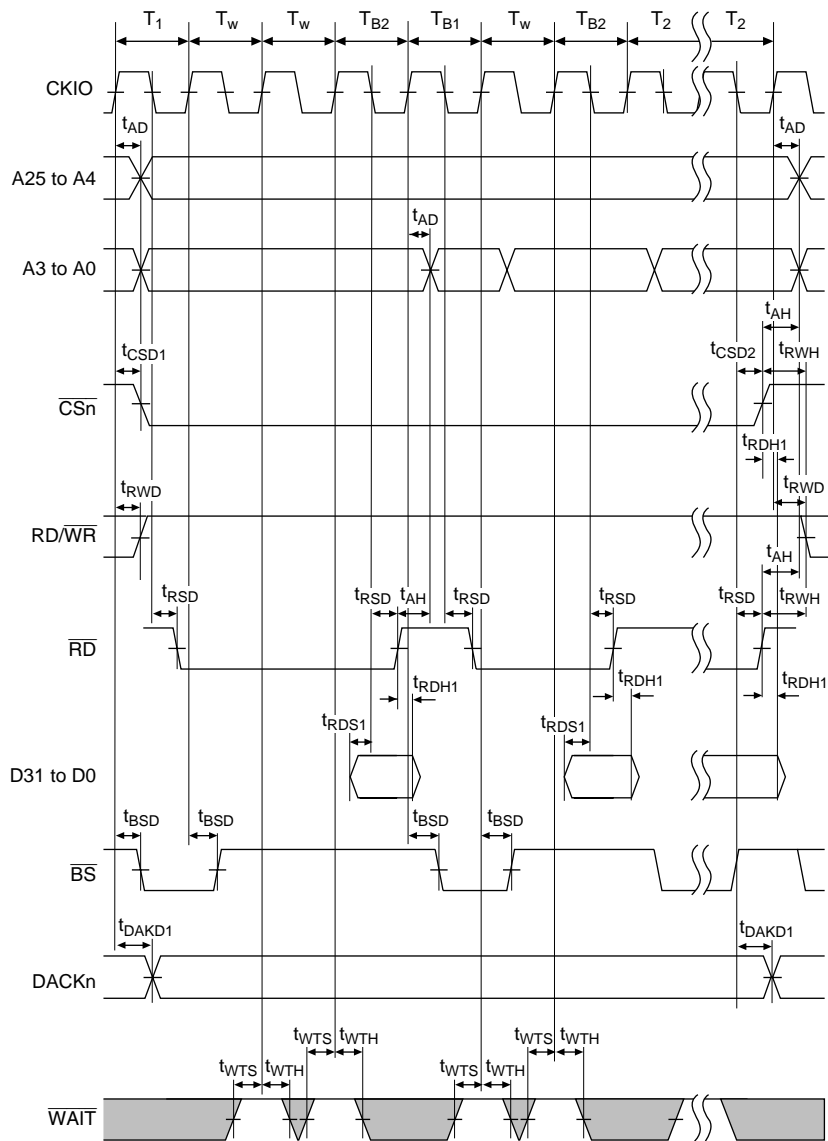 T1 Tw Tw TB2 TB1 Tw TB2 T2 T2
CKIO
tAD tAD
A25 to A4
tAD
A3 to A0
tAH
tCSD1 tCSD2 tRWH
CSn
tRDH1
tRWD tRWD
RD/WR
tAH
tRSD tRSD tAH tRSD tRSD tRSD tRWH
RD
tRDH1 tRDH1 tRDH1
tRDS1 tRDS1
D31 to D0
tBSD tBSD tBSD tBSD
BS
tDAKD1 tDAKD1
DACKn
tWTS tWTH tWTS tWTH
tWTS tWTH tWTS tWTH
WAIT